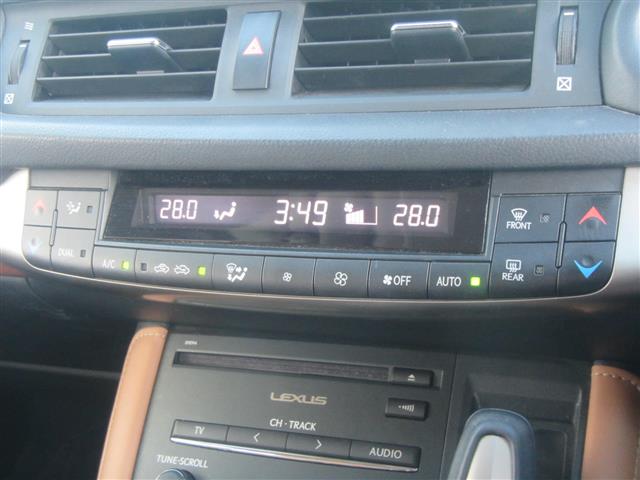 28.0 3:49 28.0
FRONT
DUAL
A/C
OFF
AUTO
REAR
LEXUS
CH · TRACK
TV
AUDIO
TUNE·SCROLL